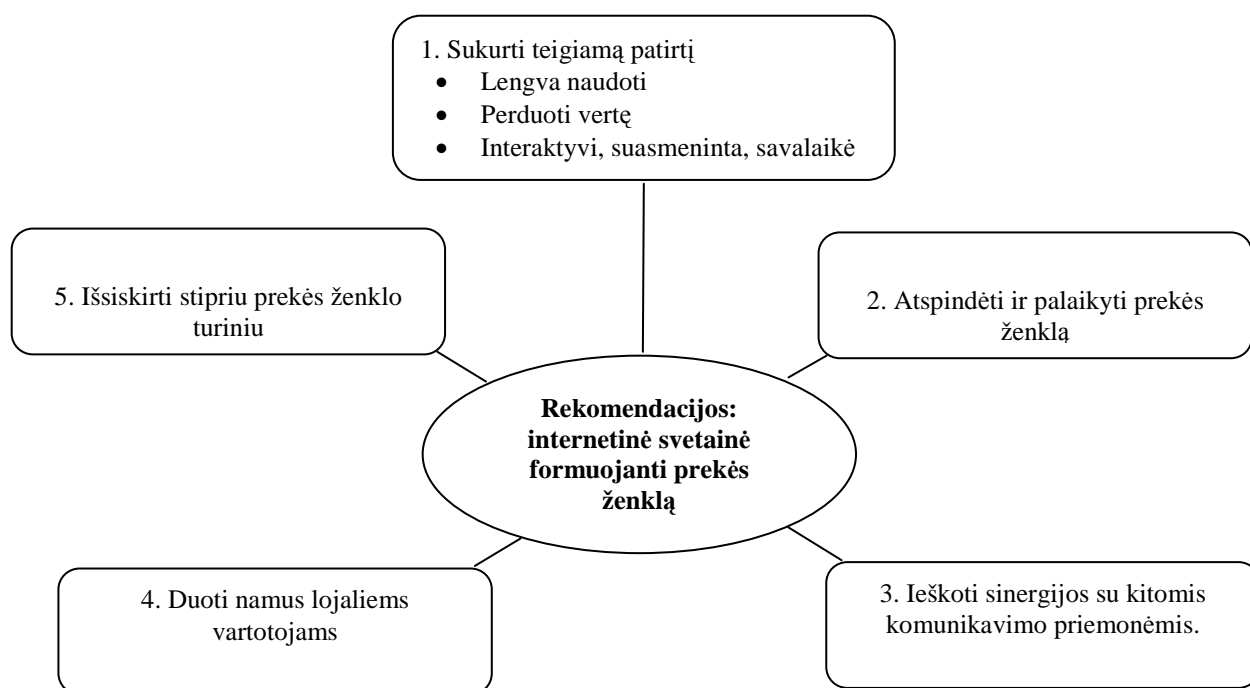 1. Sukurti teigiamą patirtį
• Lengva naudoti
• Perduoti vertę
• Interaktyvi, suasmeninta, savalaikė
5. Išsiskirti stipriu prekės ženklo
turiniu
2. Atspindėti ir palaikyti prekės
ženklą
Rekomendacijos:
internetinė svetainė
formuojanti prekės
ženklą
4. Duoti namus lojaliems
vartotojams
3. Ieškoti sinergijos su kitomis
komunikavimo priemonėmis.